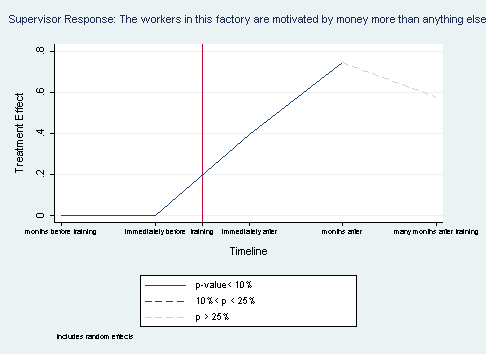 Supervisor Response: The workers in this factory are motivated by money more than anything else
.8
.6
.4
.2
0
Treatment Effect
months before training
immediately before
training
immediately after
months after
many months after training
Timeline
p-value< 10%
10%< p < 25%
p > 25%
includes random effects